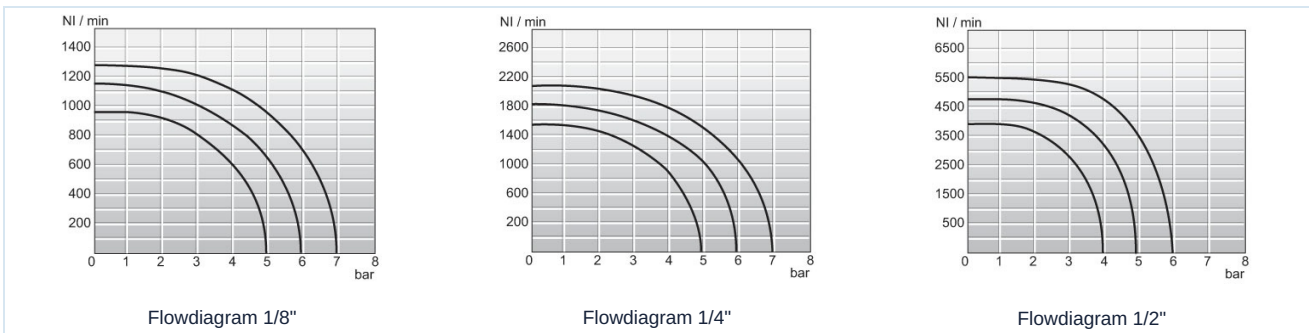 Nl / min
1400
1200
1000
800
600
400
200
0 1 2 3 4 5 6 7 8
bar
Flowdiagram 1/8"
Nl / min
2600
2200
1800
1400
1000
600
200
0 1 2 3 4 5 6 7 8
bar
Flowdiagram 1/4"
Nl / min
6500
5500
4500
3500
2500
1500
500
0 1 2 3 4 5 6 7 8
bar
Flowdiagram 1/2"